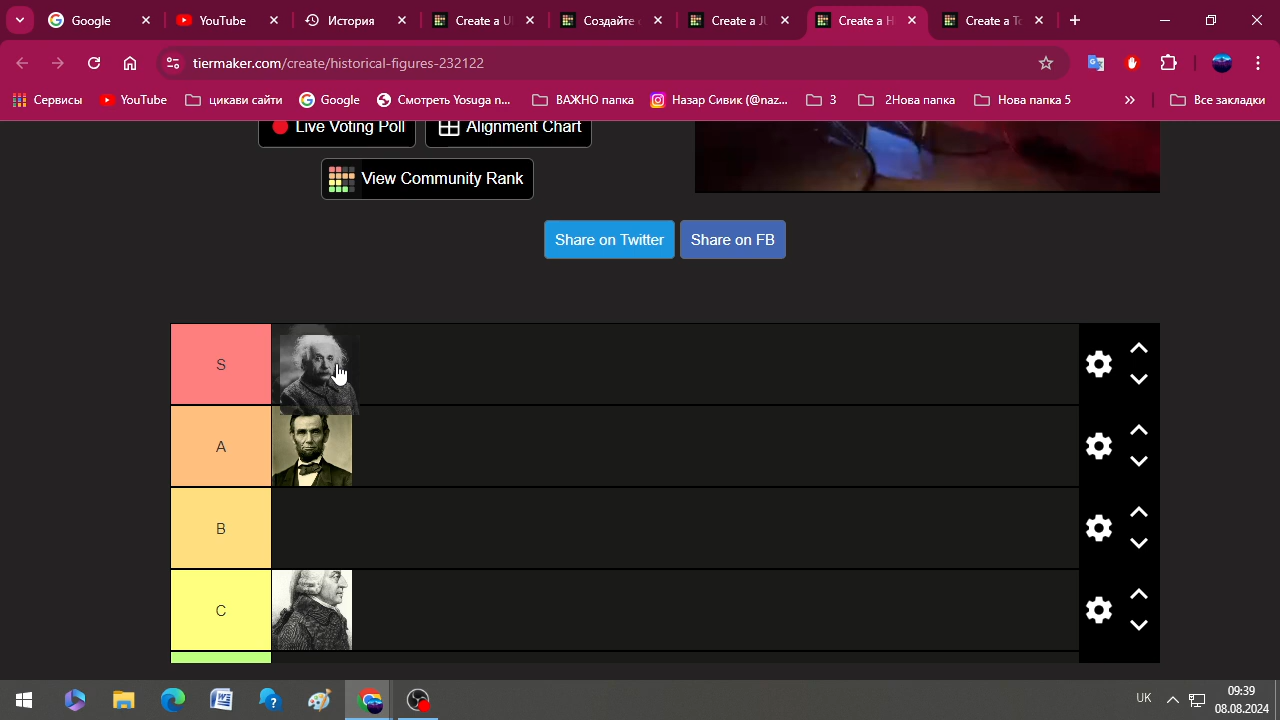 Google
YouTube
История
Create a U
Создайте
Create a JU
Create a H
Create a To
tiermaker.com/create/historical-figures-232122
Сервисы
YouTube
цикави сайти
Google
Смотреть Yosuga n...
ВАЖНО папка
Назар Сивик (@naz...
3
2Нова папка
Нова папка 5
»
Все закладки
Live Voting Poll
Alignment Chart
View Community Rank
Share on Twitter
Share on FB
S
A
B
C
UK
09:39
08.08.2024